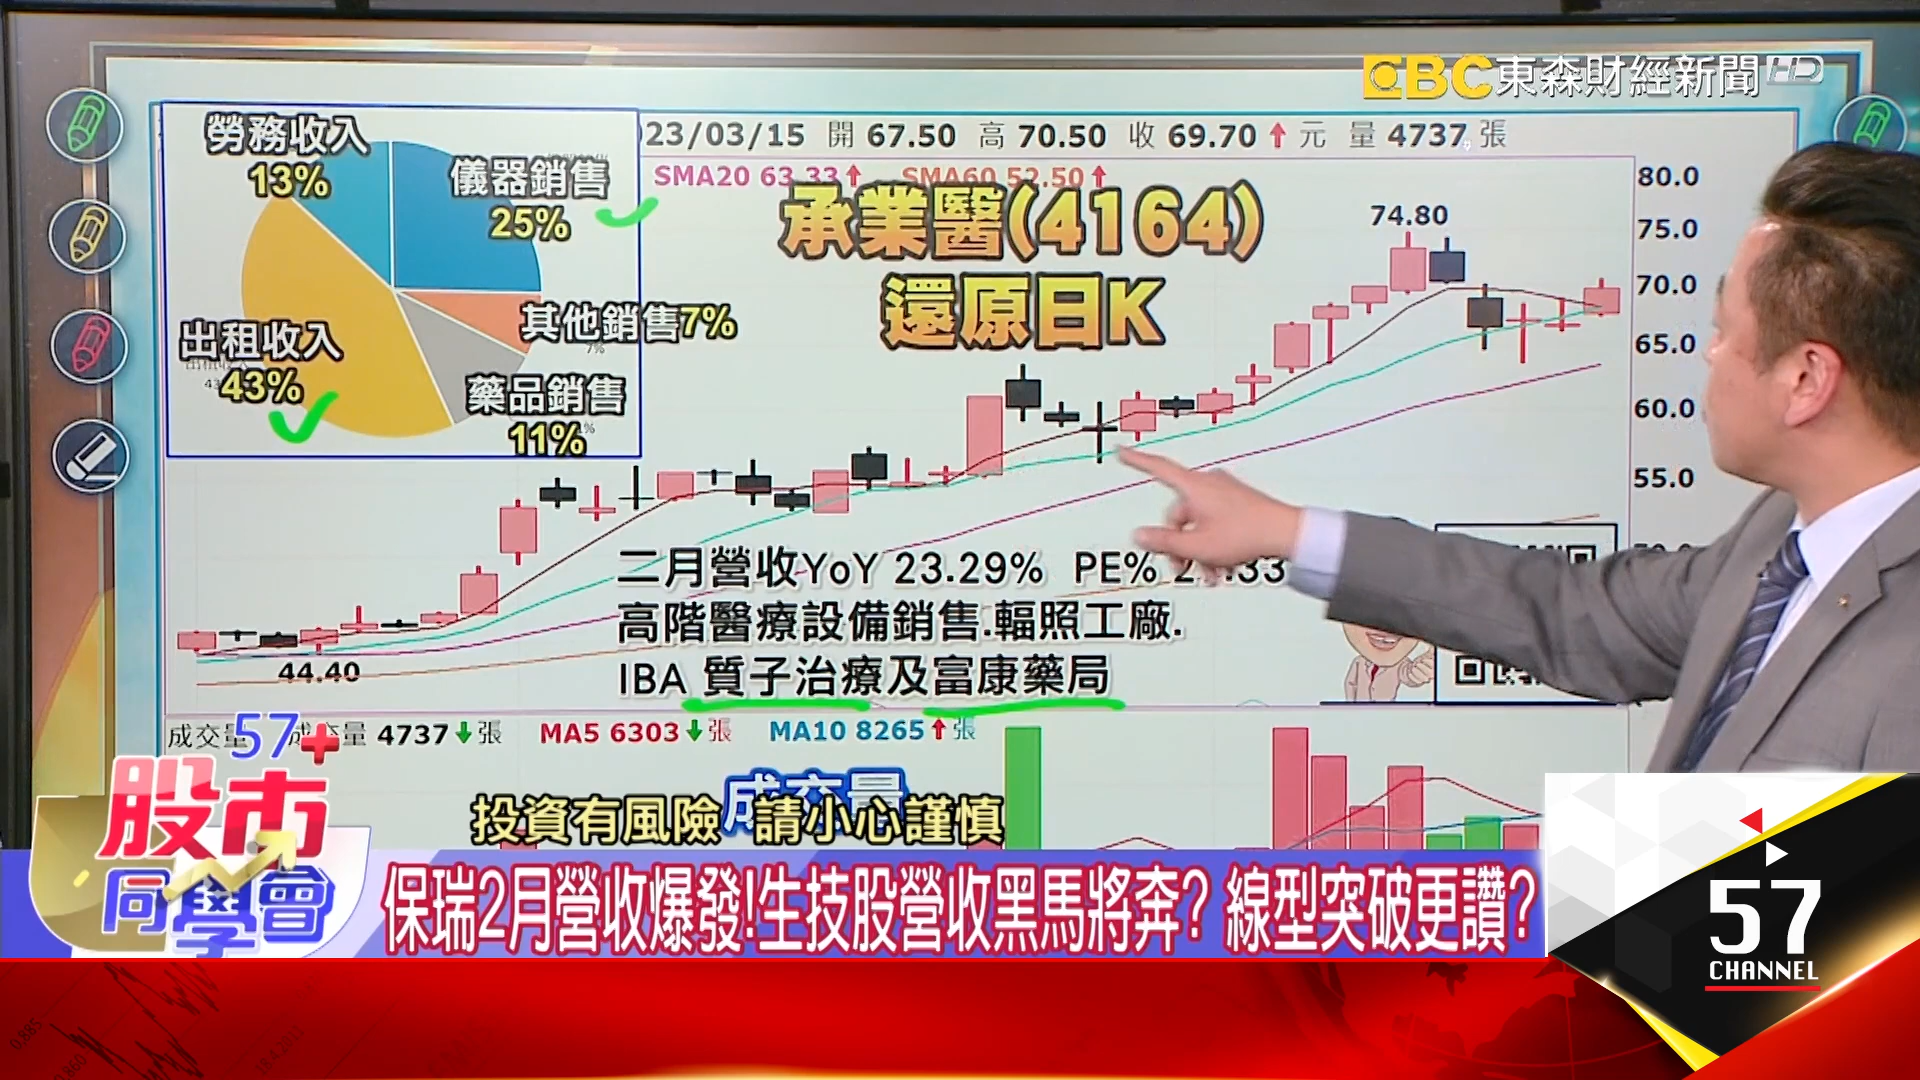 EBC東森財經新聞HD
23/03/15 開 67.50 高 70.50 收 69.70 元 量 4737 張
SMA20 63.33 SMA60 52.50
勞務收入
13%
儀器銷售
25%
其他銷售7%
7%
出租收入
43%
藥品銷售
11%
承業醫(4164)
還原日K
74.80
44.40
80.0
75.0
70.0
65.0
60.0
55.0
二月營收YoY 23.29% PE%
高階醫療設備銷售.輻照工廠.
IBA 質子治療及富康藥局
成交量 成交量 4737 張 MA5 6303 張 MA10 8265 張
成交量
投資有風險 請小心謹慎
57+
股市
同學會
保瑞2月營收爆發!生技股營收黑馬將奔? 線型突破更讚?
57
CHANNEL